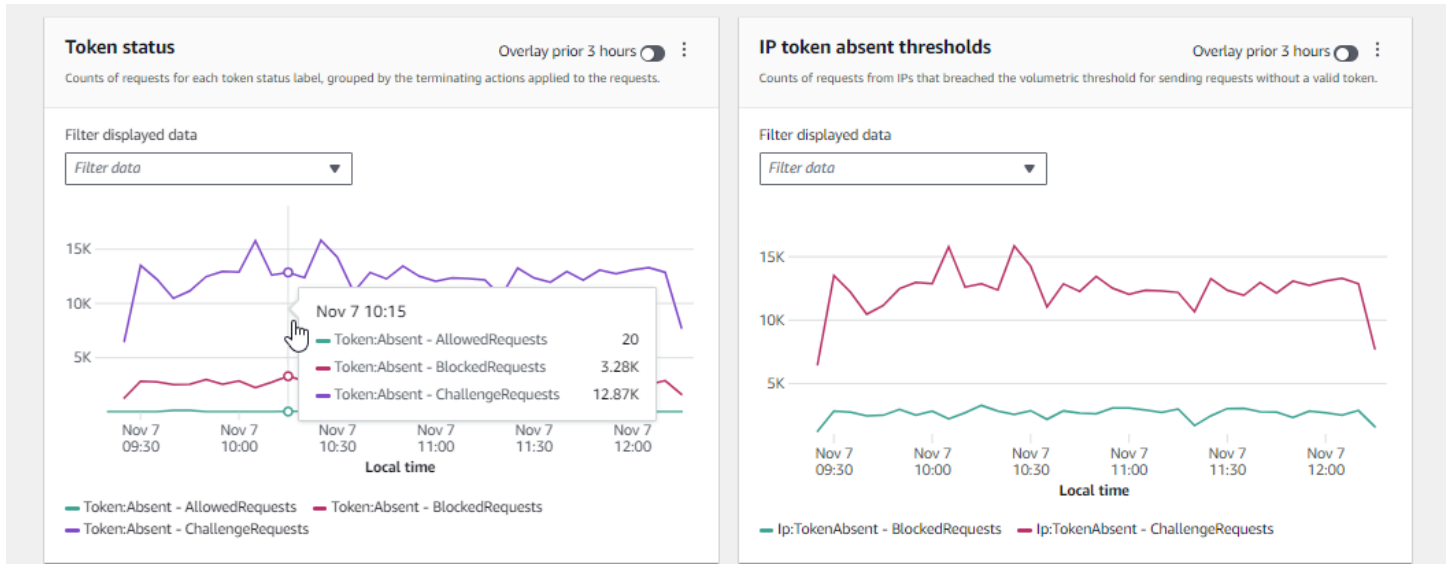 Token status
Overlay prior 3 hours
Counts of requests for each token status label, grouped by the terminating actions applied to the requests.
Filter displayed data
Filter data
15K
10K
5K
Nov 7 10:15
Token:Absent - AllowedRequests 20
Token:Absent - BlockedRequests 3.28K
Token:Absent - ChallengeRequests 12.87K
Nov 7 Nov 7 Nov 7 Nov 7 Nov 7 Nov 7
09:30 10:00 10:30 11:00 11:30 12:00
Local time
Token:Absent - AllowedRequests Token:Absent - BlockedRequests
Token:Absent - ChallengeRequests
IP token absent thresholds
Overlay prior 3 hours
Counts of requests from IPs that breached the volumetric threshold for sending requests without a valid token.
Filter displayed data
Filter data
15K
10K
5K
Nov 7 Nov 7 Nov 7 Nov 7 Nov 7 Nov 7
09:30 10:00 10:30 11:00 11:30 12:00
Local time
Ip:TokenAbsent - BlockedRequests Ip:TokenAbsent - ChallengeRequests